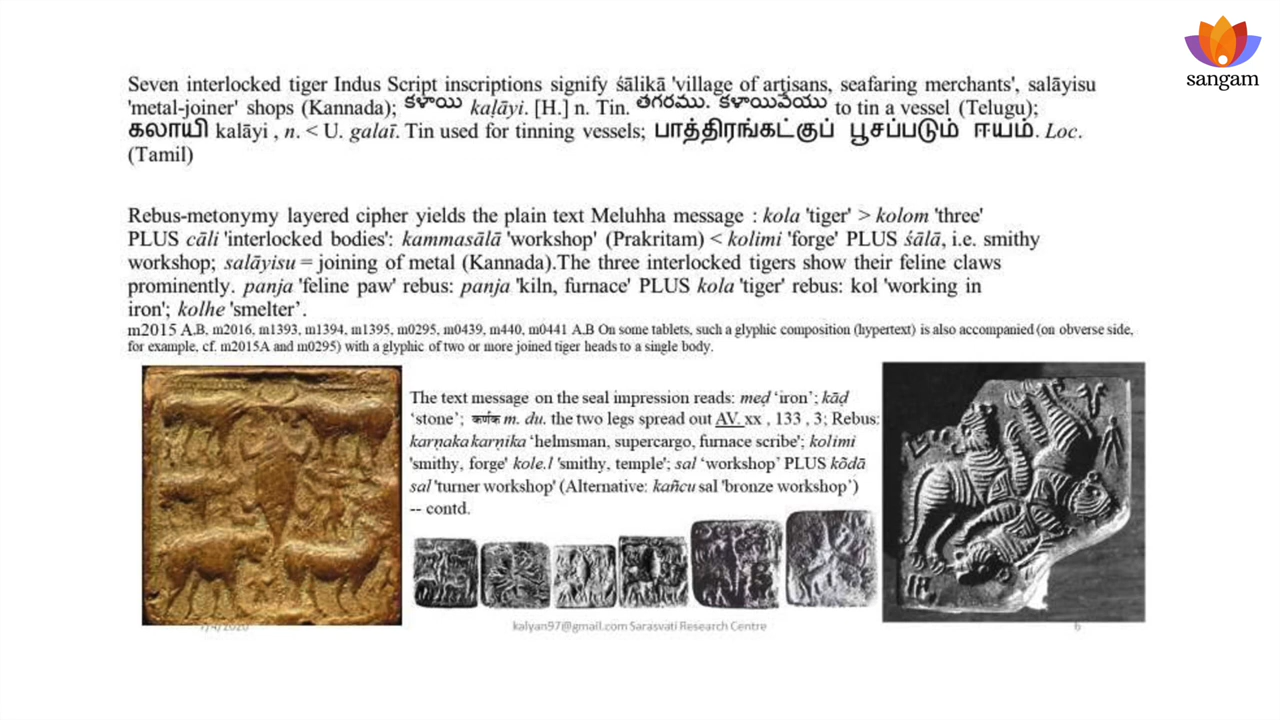 sangam
Seven interlocked tiger Indus Script inscriptions signify śālikā 'village of artisans, seafaring merchants', salāyisu
'metal-joiner' shops (Kannada); కళాయి kaḷāyi. [H.] n. Tin. తగరము. కళాయివేయు to tin a vessel (Telugu);
கலாயி kalāyi , n. < U. galaī. Tin used for tinning vessels; பாத்திரங்கட்குப் பூசப்படும் ஈயம். Loc.
(Tamil)
Rebus-metonymy layered cipher yields the plain text Meluhha message : kola 'tiger' > kolom 'three'
PLUS cāli 'interlocked bodies': kammasālā 'workshop' (Prakritam) < kolimi 'forge' PLUS śālā, i.e. smithy
workshop; salāyisu = joining of metal (Kannada).The three interlocked tigers show their feline claws
prominently. panja 'feline paw' rebus: panja 'kiln, furnace' PLUS kola 'tiger' rebus: kol 'working in
iron'; kolhe 'smelter’.
m2015 A,B, m2016, m1393, m1394, m1395, m0295, m0439, m440, m0441 A,B On some tablets, such a glyphic composition (hypertext) is also accompanied (on obverse side,
for example, cf. m2015A and m0295) with a glyphic of two or more joined tiger heads to a single body.
The text message on the seal impression reads: meḍ ‘iron’; kāḍ
‘stone’; कर्णक m. du. the two legs spread out AV. xx , 133 , 3; Rebus:
karṇaka karṇika ‘helmsman, supercargo, furnace scribe'; kolimi
'smithy, forge' kole.l 'smithy, temple'; sal ‘workshop’ PLUS kõdā
sal 'turner workshop' (Alternative: kañcu sal 'bronze workshop’)
-- contd.
kalyan97@gmail.com Sarasvati Research Centre
6